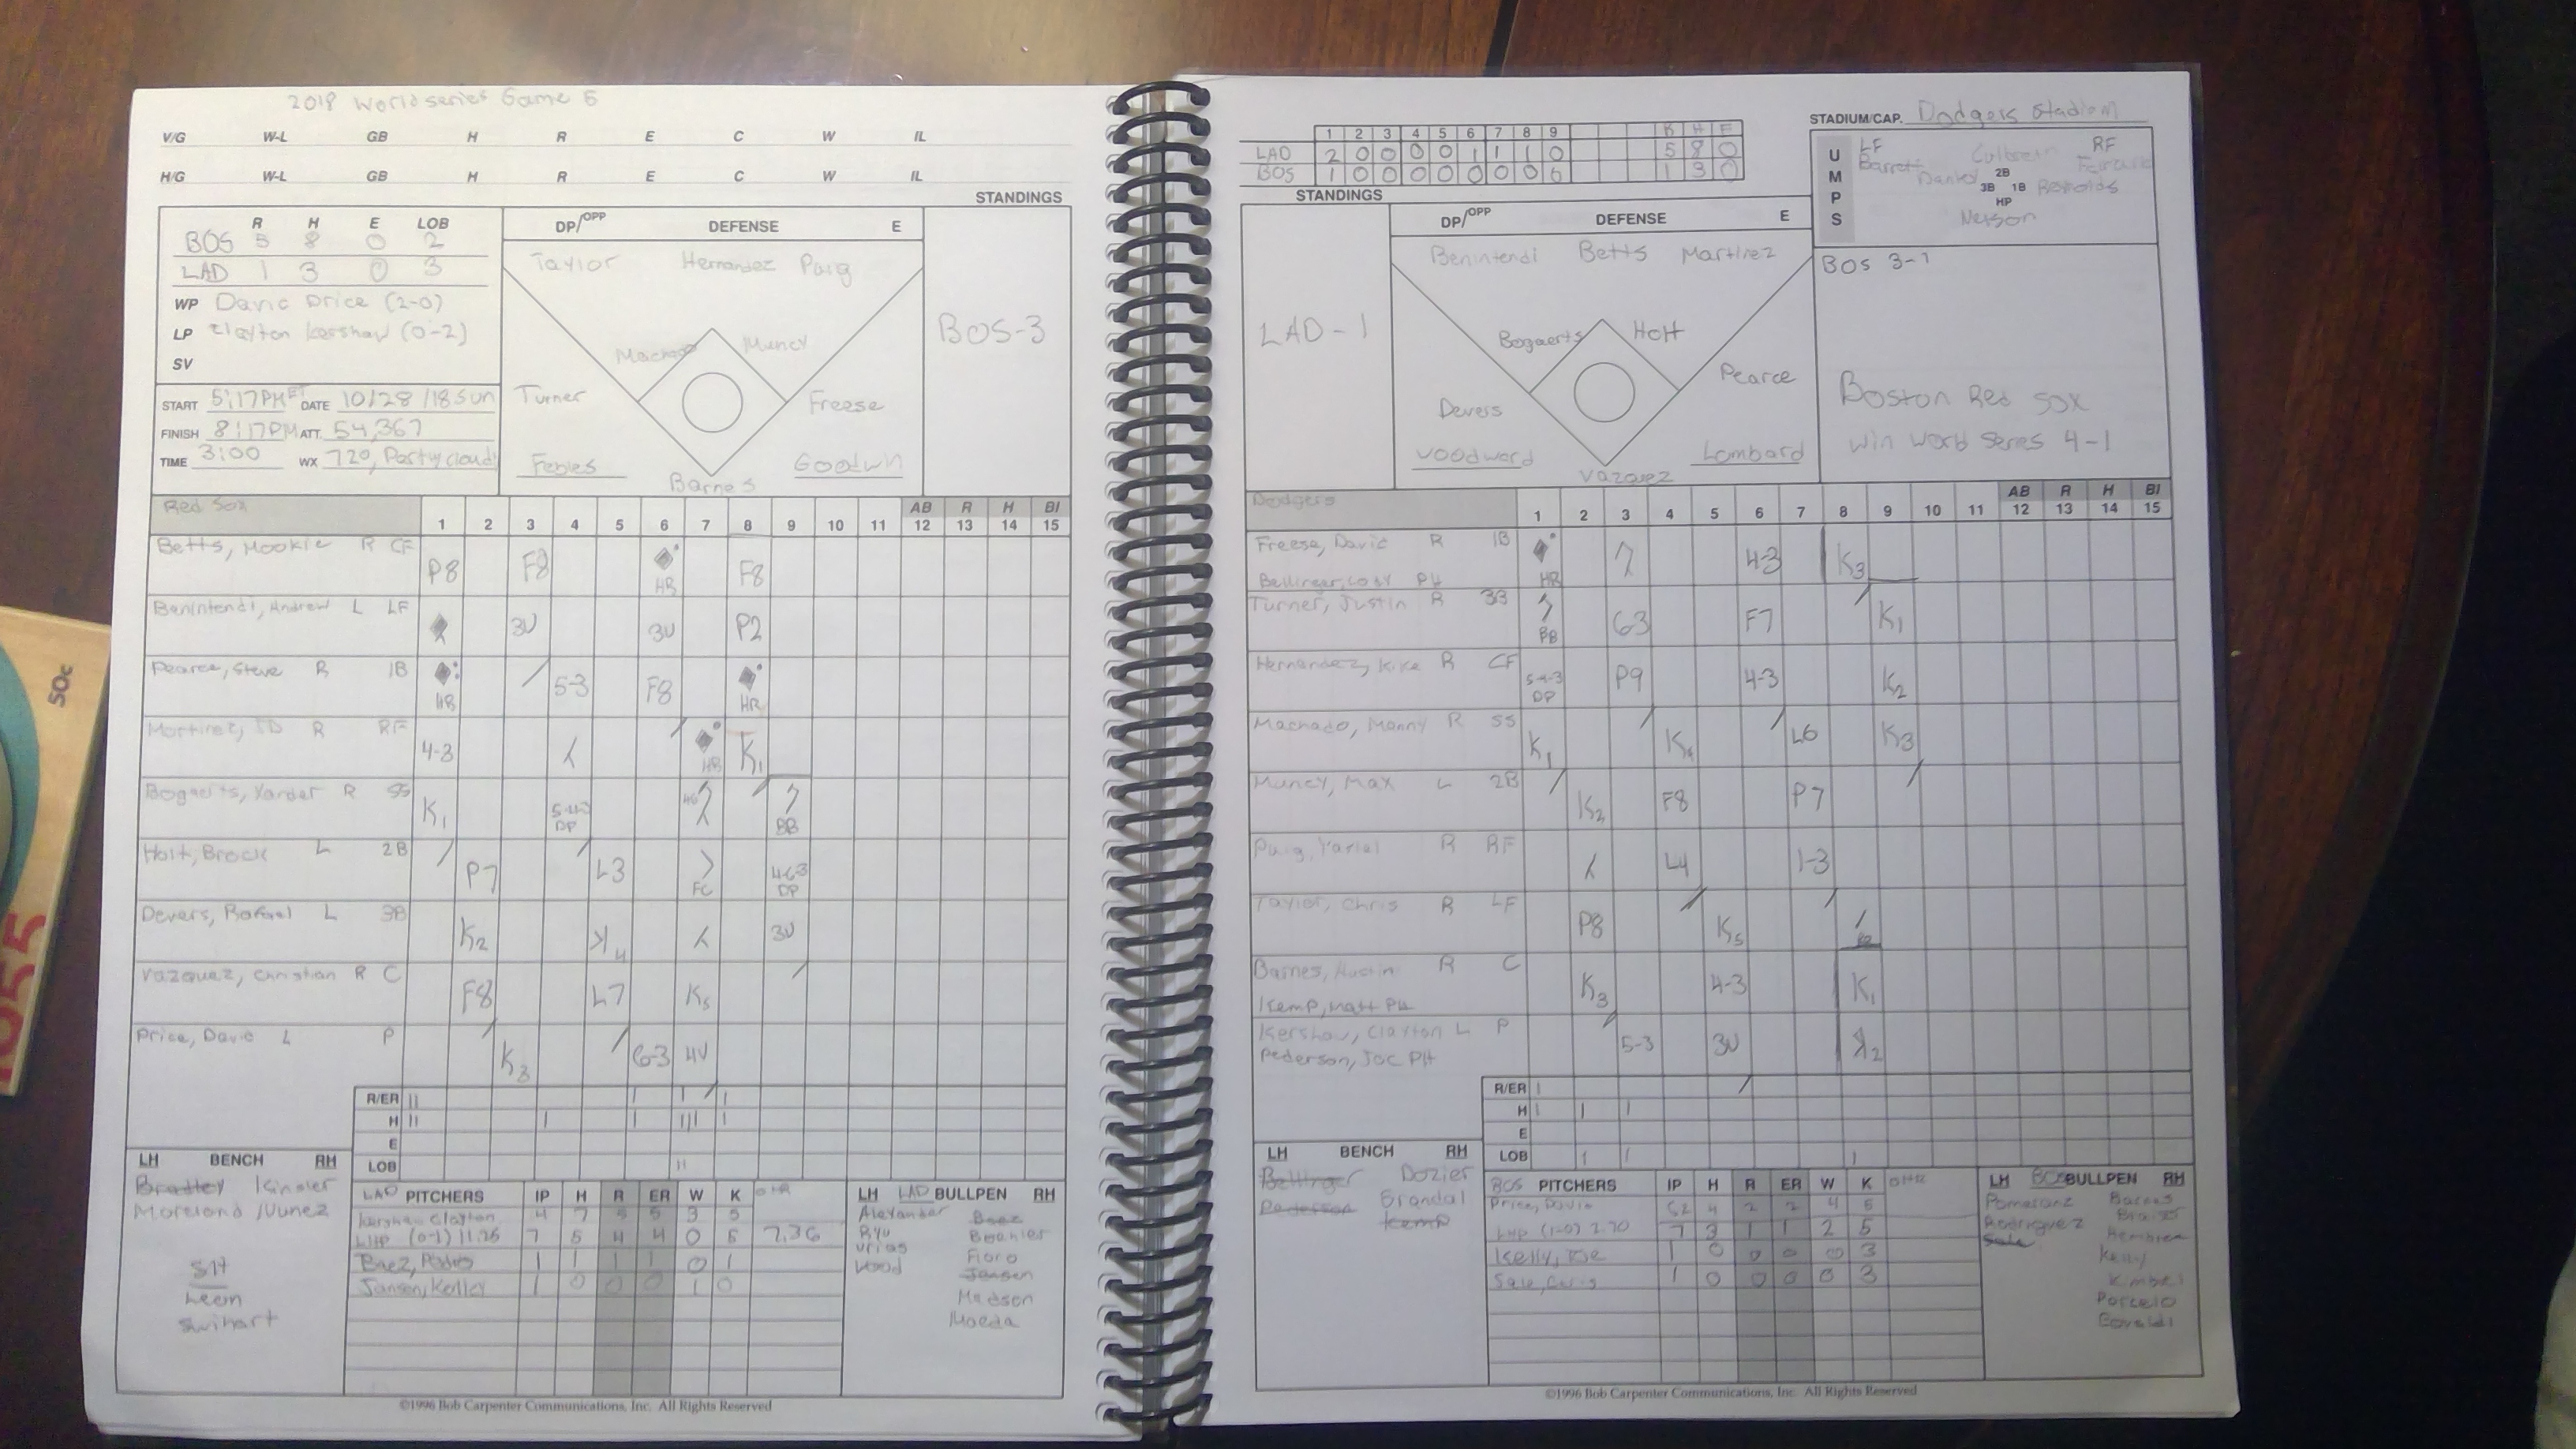 2018 World series Game 5
V/G W-L GB H R E C W IL
H/G W-L GB H R E C W IL
STANDINGS
R H E LOB
BOS 5 8 0 2
LAD 1 3 0 3
WP David Price (2-0)
LP Clayton Kershaw (0-2)
SV
START 5:17PM ET DATE 10/28/18 Sun
FINISH 8:17PM ATT. 54,367
TIME 3:00 WX 72°, Partly cloudy
DP/OPP DEFENSE E
Taylor Hernandez Puig
Machado Muncy
Turner Freese
Febles Goodwin
Barnes
BOS-3
Red Sox 1 2 3 4 5 6 7 8 9 10 11 12 13 14 15
AB R H BI
Betts, Mookie R CF P8 F8 HR F8
Benintendi, Andrew L LF 3U 3U P2
Pearce, Steve R 1B HR 5-3 F8 HR
Martinez, JD R RF 4-3 HR K1
Bogaerts, Xander R SS K1 5-4-3 DP 46 BB
Holt, Brock L 2B P7 L3 FC 4-6-3 DP
Devers, Rafael L 3B K2 K4 3U
Vazquez, Christian R C F8 L7 K5
Price, David L P K3 6-3 4U
R/ER
H
E
LOB
LH BENCH RH
Bradley Kinsler
Moreland Nunez
SH
Leon
Swihart
LAD PITCHERS IP H R ER W K
Kershaw, Clayton 4 7 5 5 3 5
LHP (0-1) 11.25 7 5 4 4 0 5 7.36
Baez, Pedro 1 1 1 1 0 1
Jansen, Kenley 1 0 0 0 1 0
LH LAD BULLPEN RH
Alexander Baez
Ryu
Urias Floro
Wood Jansen
Madson
Maeda
©1996 Bob Carpenter Communications, Inc. All Rights Reserved
1 2 3 4 5 6 7 8 9 R H E
LAD 2 0 0 0 0 1 1 1 0 5 8 0
BOS 1 0 0 0 0 0 0 0 0 1 3 0
STANDINGS
STADIUM/CAP. Dodgers Stadium
UMPS
LF RF
Barrett Culbreth
Danley 2B
3B 1B Reynolds
HP
Nelson
BOS 3-1
Boston Red Sox
win World Series 4-1
LAD-1
DP/OPP DEFENSE E
Benintendi Betts Martinez
Bogaerts Holt
Devers Pearce
Woodward Lombard
Vazquez
Dodgers 1 2 3 4 5 6 7 8 9 10 11 12 13 14 15
AB R H BI
Freese, David R 1B HR 4-3 K3
Bellinger, Cody PH
Turner, Justin R 3B BB 63 F7 K1
Hernandez, Kike R CF 5-4-3 DP P9 4-3 K2
Machado, Manny R SS K1 K4 L6 K3
Muncy, Max L 2B K2 F8 P7
Puig, Yasiel R RF L4 1-3
Taylor, Chris R LF P8 K5
Barnes, Austin R C K3 4-3 K1
Kemp, Matt PH
Kershaw, Clayton L P 5-3 3U K2
Pederson, Joc PH
R/ER
H
E
LOB
LH BENCH RH
Bellinger Dozier
Pederson Grandal
Kemp
BOS PITCHERS IP H R ER W K
Price, David
LHP (1-0) 2.70 7 3 1 1 2 5
Kelly, Joe 1 0 0 0 0 3
Sale, Chris 1 0 0 0 0 3
LH BOS BULLPEN RH
Pomeranz Barnes
Rodriguez Brasier
Sale Hembree
Kelly
Kimbrel
Porcello
Eovaldi
©1996 Bob Carpenter Communications, Inc. All Rights Reserved
50c
1055